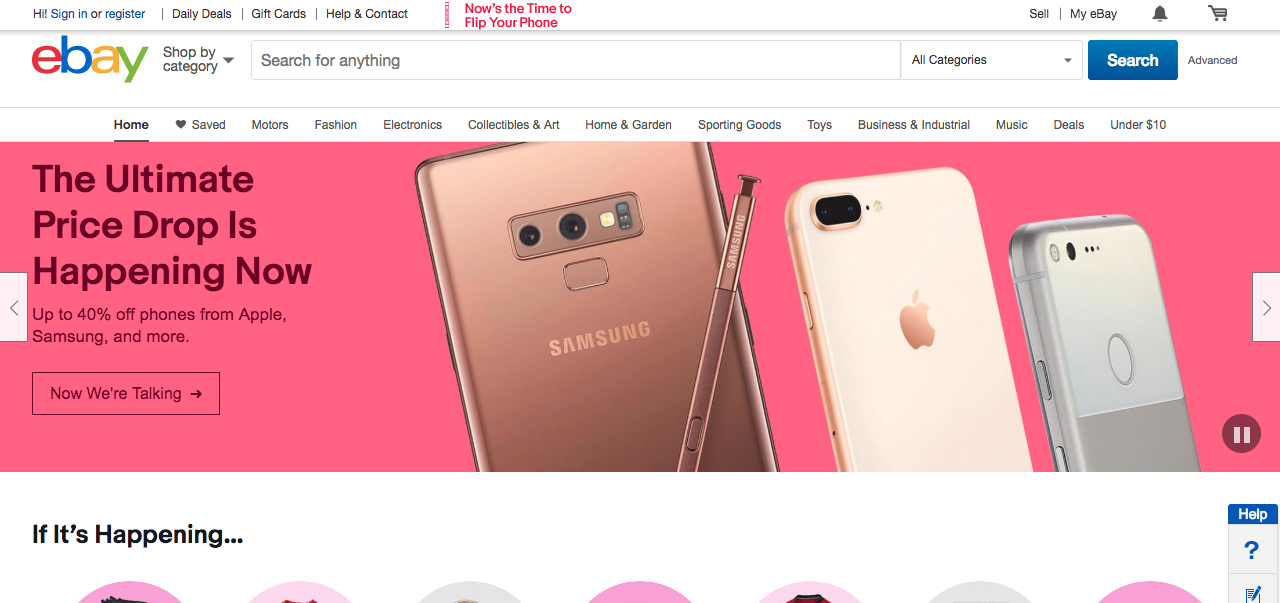 Hi! Sign in or register | Daily Deals | Gift Cards | Help & Contact
Now's the Time to
Flip Your Phone
Sell | My eBay
ebay
Shop by
category
Search for anything
All Categories
Search
Advanced
Home
Saved
Motors
Fashion
Electronics
Collectibles & Art
Home & Garden
Sporting Goods
Toys
Business & Industrial
Music
Deals
Under $10
The Ultimate
Price Drop Is
Happening Now
Up to 40% off phones from Apple,
Samsung, and more.
Now We're Talking →
SAMSUNG
SAMSUNG
If It's Happening...
Help
?